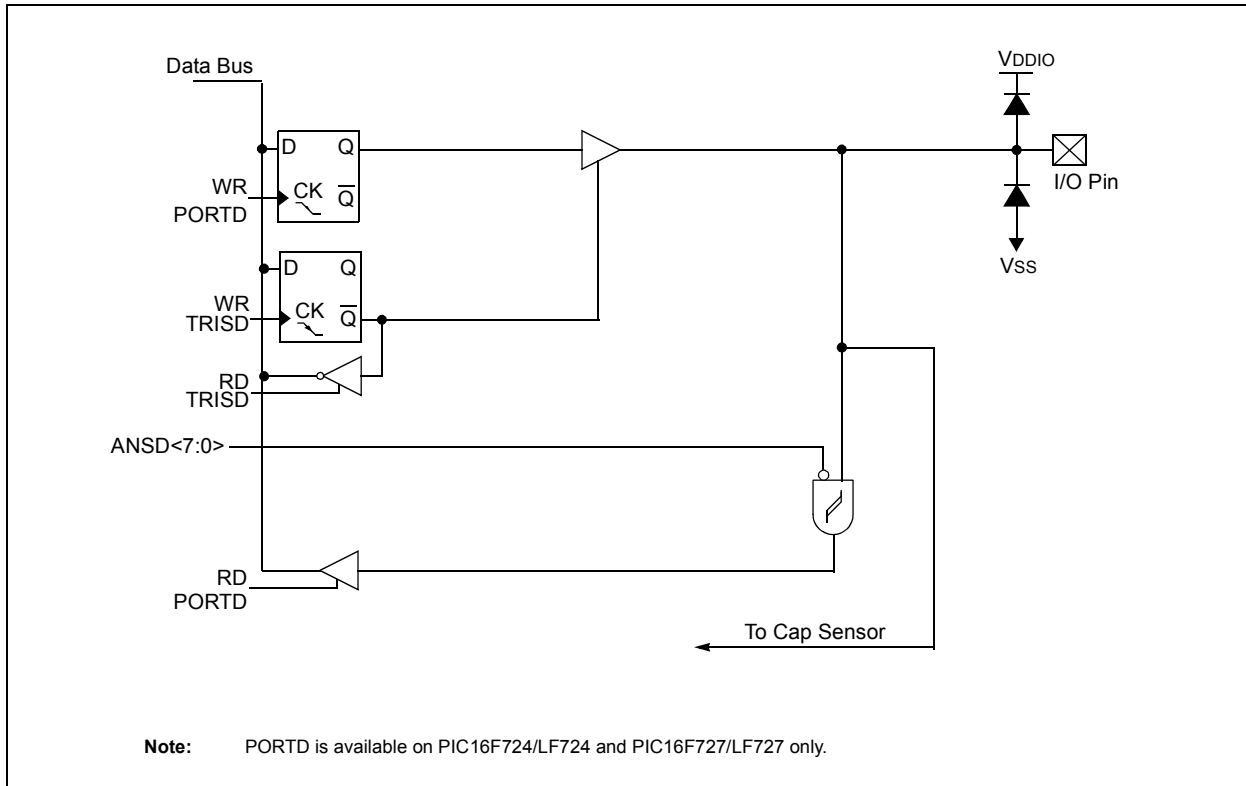 Data Bus
VDDIO
D Q
WR
PORTD
CK Q
I/O Pin
VSS
D Q
WR
TRISD
CK Q
RD
TRISD
ANSD<7:0>
RD
PORTD
To Cap Sensor
Note: PORTD is available on PIC16F724/LF724 and PIC16F727/LF727 only.